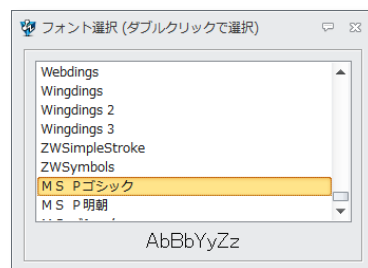 フォント選択 (ダブルクリックで選択)
Webdings
Wingdings
Wingdings 2
Wingdings 3
ZWSimpleStroke
ZWSymbols
ＭＳ Ｐゴシック
ＭＳ Ｐ明朝
AbBbYyZz